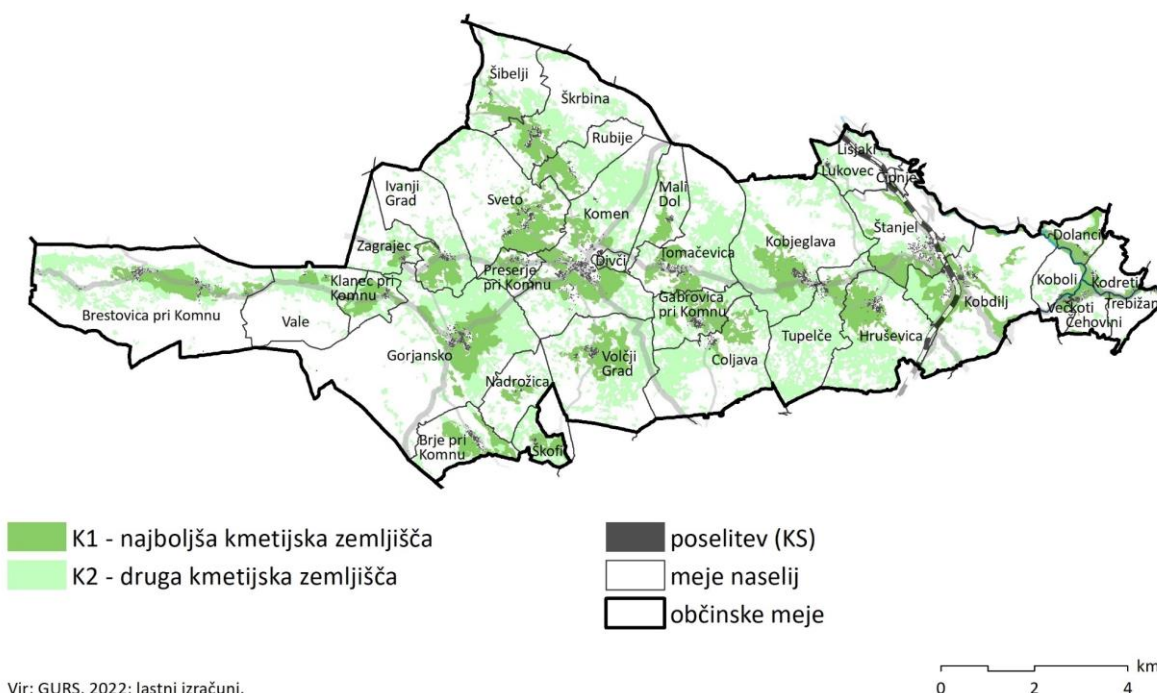 Šibelji
Škrbina
Rubije
Lisjaki
Lukovec
Čipnje
Ivanji
Grad
Sveto
Mali
Dol
Komen
Štanjel
Dolanci
Zagrajec
Kobjeglava
Divči
Tomačevica
Preserje
pri Komnu
Klanec pri
Komnu
Koboli
Kodreti
Trebižani
Večkoti
Čehovini
Kobdilj
Brestovica pri Komnu
Vale
Gabrovica
pri Komnu
Gorjansko
Tupelče
Hruševica
Volčji
Grad
Coljava
Nadrožica
Brje pri
Komnu
Škofi
K1 - najboljša kmetijska zemljišča
K2 - druga kmetijska zemljišča
poselitev (KS)
meje naselij
občinske meje
Vir: GURS, 2022; lastni izračuni.
km
0 2 4